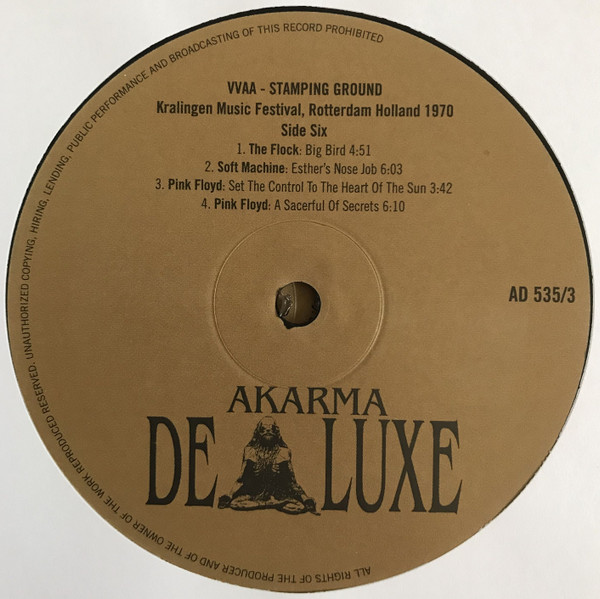 VVAA - STAMPING GROUND
Kralingen Music Festival, Rotterdam Holland 1970
Side Six
1. The Flock: Big Bird 4:51
2. Soft Machine: Esther's Nose Job 6:03
3. Pink Floyd: Set The Control To The Heart Of The Sun 3:42
4. Pink Floyd: A Sacerful Of Secrets 6:10
AD 535/3
AKARMA
DE LUXE
ALL RIGHTS OF THE PRODUCER AND OF THE OWNER OF THE WORK REPRODUCED RESERVED. UNAUTHORIZED COPYING, HIRING, LENDING, PUBLIC PERFORMANCE AND BROADCASTING OF THIS RECORD PROHIBITED